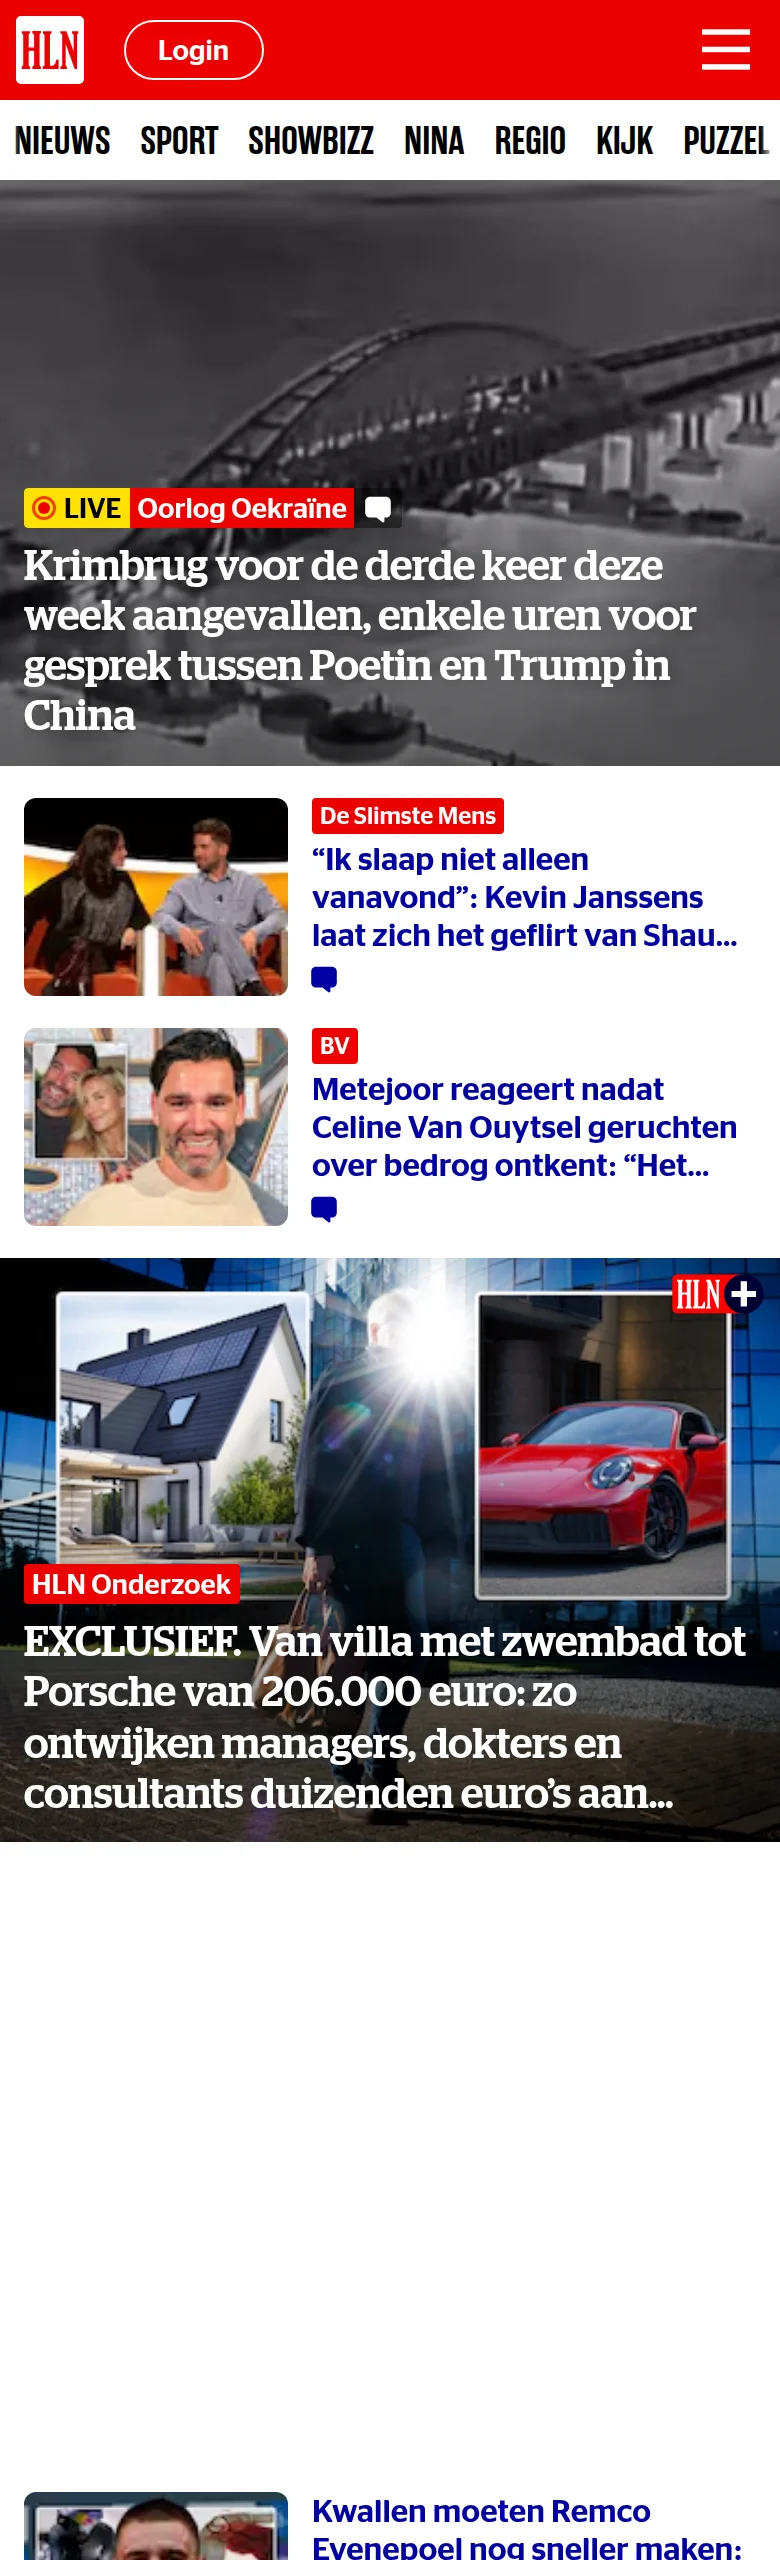 HLN
Login
NIEUWS SPORT SHOWBIZZ NINA REGIO KIJK PUZZEL
LIVE Oorlog Oekraïne
Krimbrug voor de derde keer deze
week aangevallen, enkele uren voor
gesprek tussen Poetin en Trump in
China
De Slimste Mens
“Ik slaap niet alleen
vanavond”: Kevin Janssens
laat zich het geflirt van Shau...
BV
Metejoor reageert nadat
Celine Van Ouytsel geruchten
over bedrog ontkent: “Het...
HLN+
HLN Onderzoek
EXCLUSIEF. Van villa met zwembad tot
Porsche van 206.000 euro: zo
ontwijken managers, dokters en
consultants duizenden euro’s aan...
Kwallen moeten Remco
Evenepoel nog sneller maken: